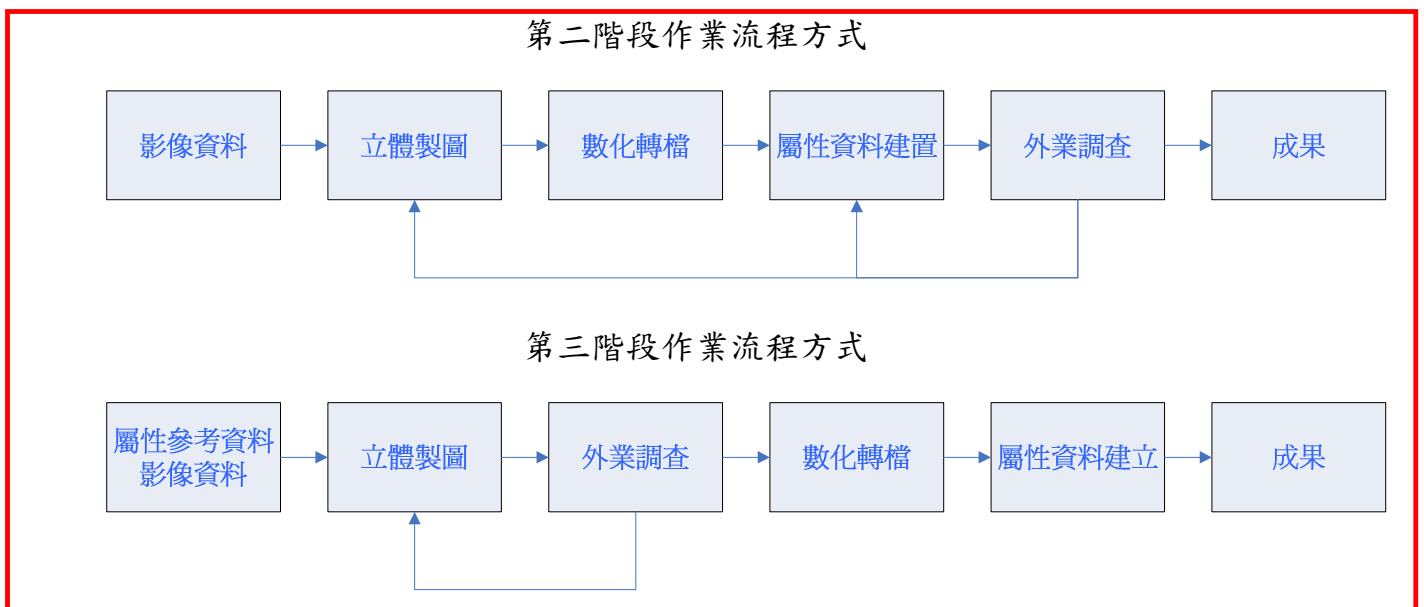 第二階段作業流程方式
影像資料
立體製圖
數化轉檔
屬性資料建置
外業調查
成果
第三階段作業流程方式
屬性參考資料
影像資料
立體製圖
外業調查
數化轉檔
屬性資料建立
成果